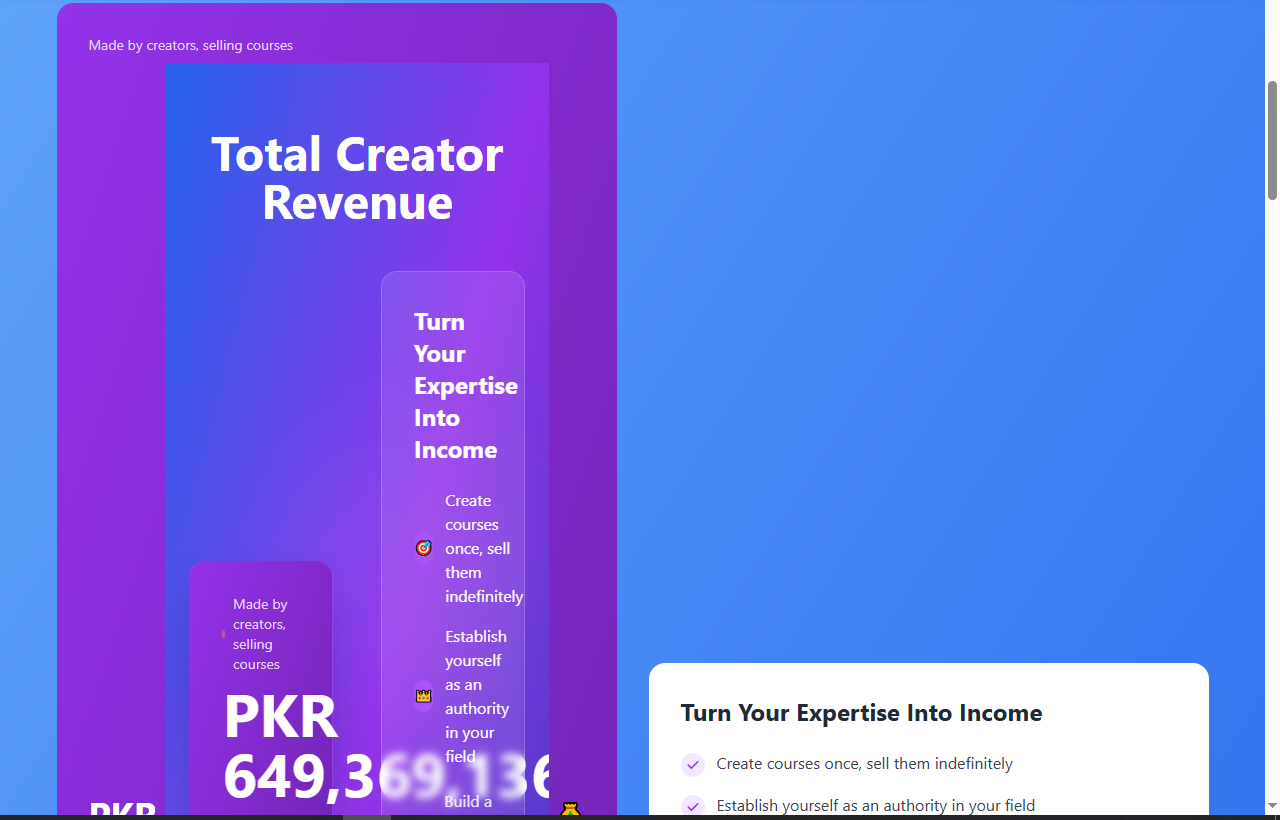 Made by creators, selling courses
Total Creator
Revenue
Turn
Your
Expertise
Into
Income
Create
courses
once, sell
them
indefinitely
Establish
yourself
as an
authority
in your
field
Build a
Made by
creators,
selling
courses
PKR
649,369,136
PKR
Turn Your Expertise Into Income
Create courses once, sell them indefinitely
Establish yourself as an authority in your field